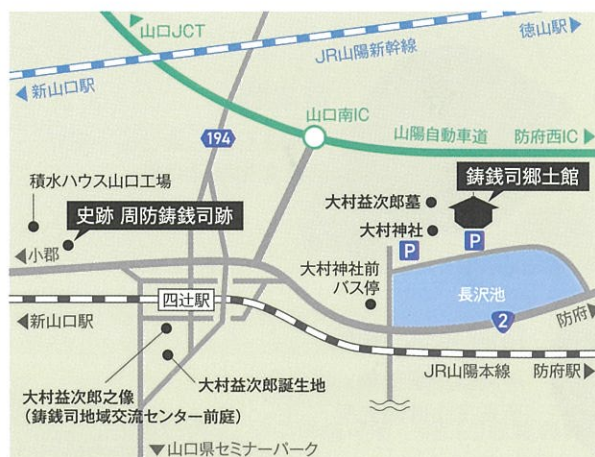 山口JCT
徳山駅
JR山陽新幹線
新山口駅
山口南IC
194
山陽自動車道
防府西IC
積水ハウス山口工場
鋳銭司郷土館
大村益次郎墓
史跡 周防鋳銭司跡
大村神社
P
P
小郡
大村神社前
バス停
長沢池
四辻駅
防府
2
新山口駅
大村益次郎之像
(鋳銭司地域交流センター前庭)
大村益次郎誕生地
JR山陽本線
防府駅
山口県セミナーパーク